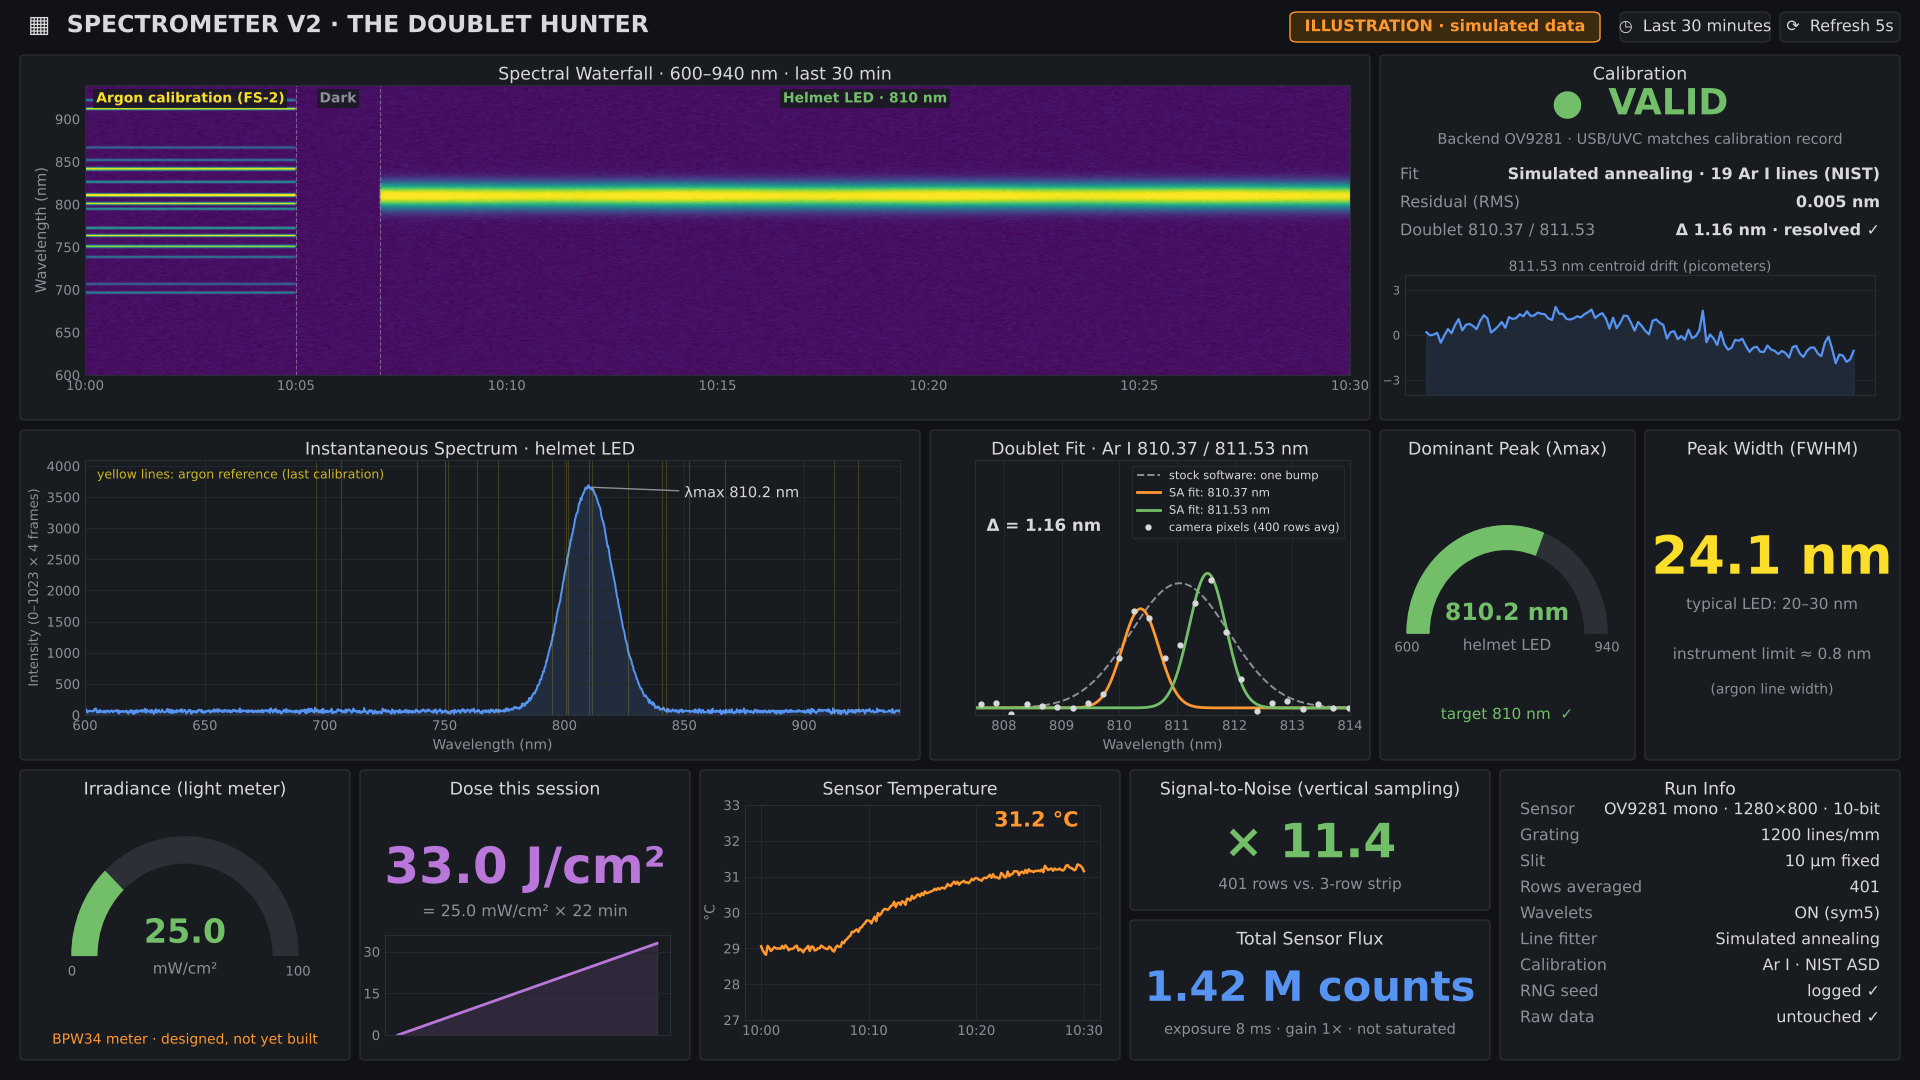 ▦ SPECTROMETER V2 · THE DOUBLET HUNTER
ILLUSTRATION · simulated data
◷ Last 30 minutes
⟳ Refresh 5s
Spectral Waterfall · 600–940 nm · last 30 min
Argon calibration (FS-2)
Dark
Helmet LED · 810 nm
Wavelength (nm)
900
850
800
750
700
650
600
10:00 10:05 10:10 10:15 10:20 10:25 10:30
Calibration
● VALID
Backend OV9281 · USB/UVC matches calibration record
Fit Simulated annealing · 19 Ar I lines (NIST)
Residual (RMS) 0.005 nm
Doublet 810.37 / 811.53 Δ 1.16 nm · resolved ✓
811.53 nm centroid drift (picometers)
3
0
−3
Instantaneous Spectrum · helmet LED
yellow lines: argon reference (last calibration)
λmax 810.2 nm
Intensity (0–1023 × 4 frames)
4000
3500
3000
2500
2000
1500
1000
500
0
600 650 700 750 800 850 900
Wavelength (nm)
Doublet Fit · Ar I 810.37 / 811.53 nm
stock software: one bump
SA fit: 810.37 nm
SA fit: 811.53 nm
camera pixels (400 rows avg)
Δ = 1.16 nm
808 809 810 811 812 813 814
Wavelength (nm)
Dominant Peak (λmax)
810.2 nm
helmet LED
600 940
target 810 nm ✓
Peak Width (FWHM)
24.1 nm
typical LED: 20–30 nm
instrument limit ≈ 0.8 nm
(argon line width)
Irradiance (light meter)
25.0
mW/cm²
0 100
BPW34 meter · designed, not yet built
Dose this session
33.0 J/cm²
= 25.0 mW/cm² × 22 min
30
15
0
Sensor Temperature
31.2 °C
°C
33
32
31
30
29
28
27
10:00 10:10 10:20 10:30
Signal-to-Noise (vertical sampling)
× 11.4
401 rows vs. 3-row strip
Total Sensor Flux
1.42 M counts
exposure 8 ms · gain 1× · not saturated
Run Info
Sensor OV9281 mono · 1280×800 · 10-bit
Grating 1200 lines/mm
Slit 10 µm fixed
Rows averaged 401
Wavelets ON (sym5)
Line fitter Simulated annealing
Calibration Ar I · NIST ASD
RNG seed logged ✓
Raw data untouched ✓